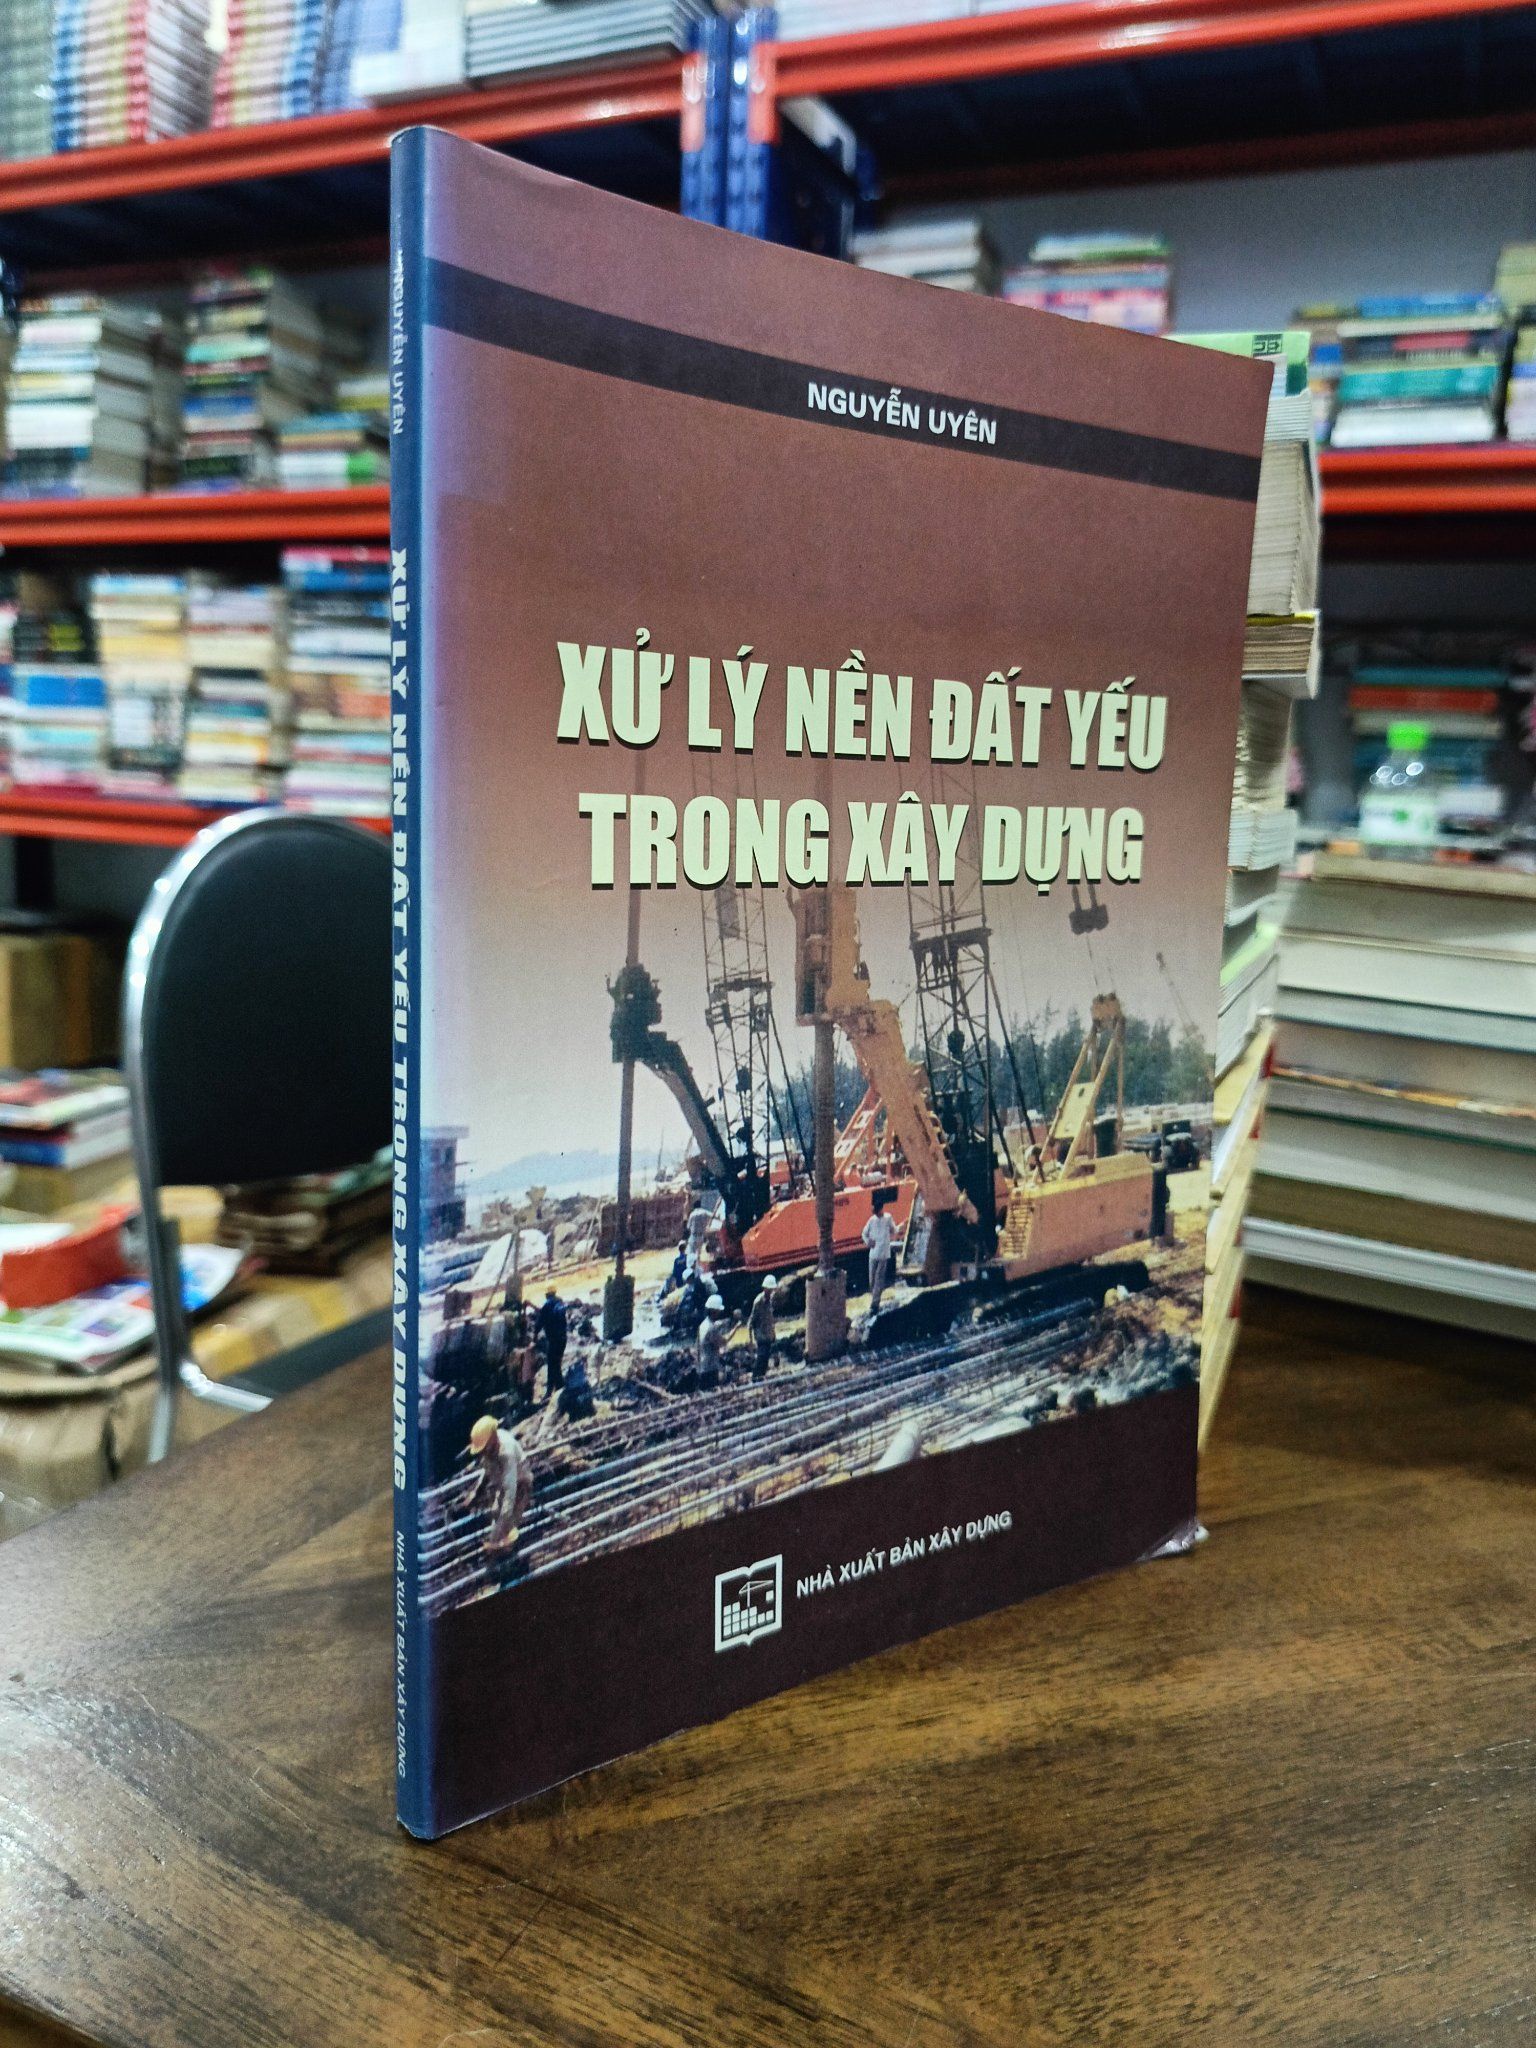 NGUYỄN UYÊN
XỬ LÝ NỀN ĐẤT YẾU
TRONG XÂY DỰNG
NHÀ XUẤT BẢN XÂY DỰNG
NGUYỄN UYÊN
XỬ LÝ NỀN ĐẤT YẾU TRONG XÂY DỰNG
NHÀ XUẤT BẢN XÂY DỰNG